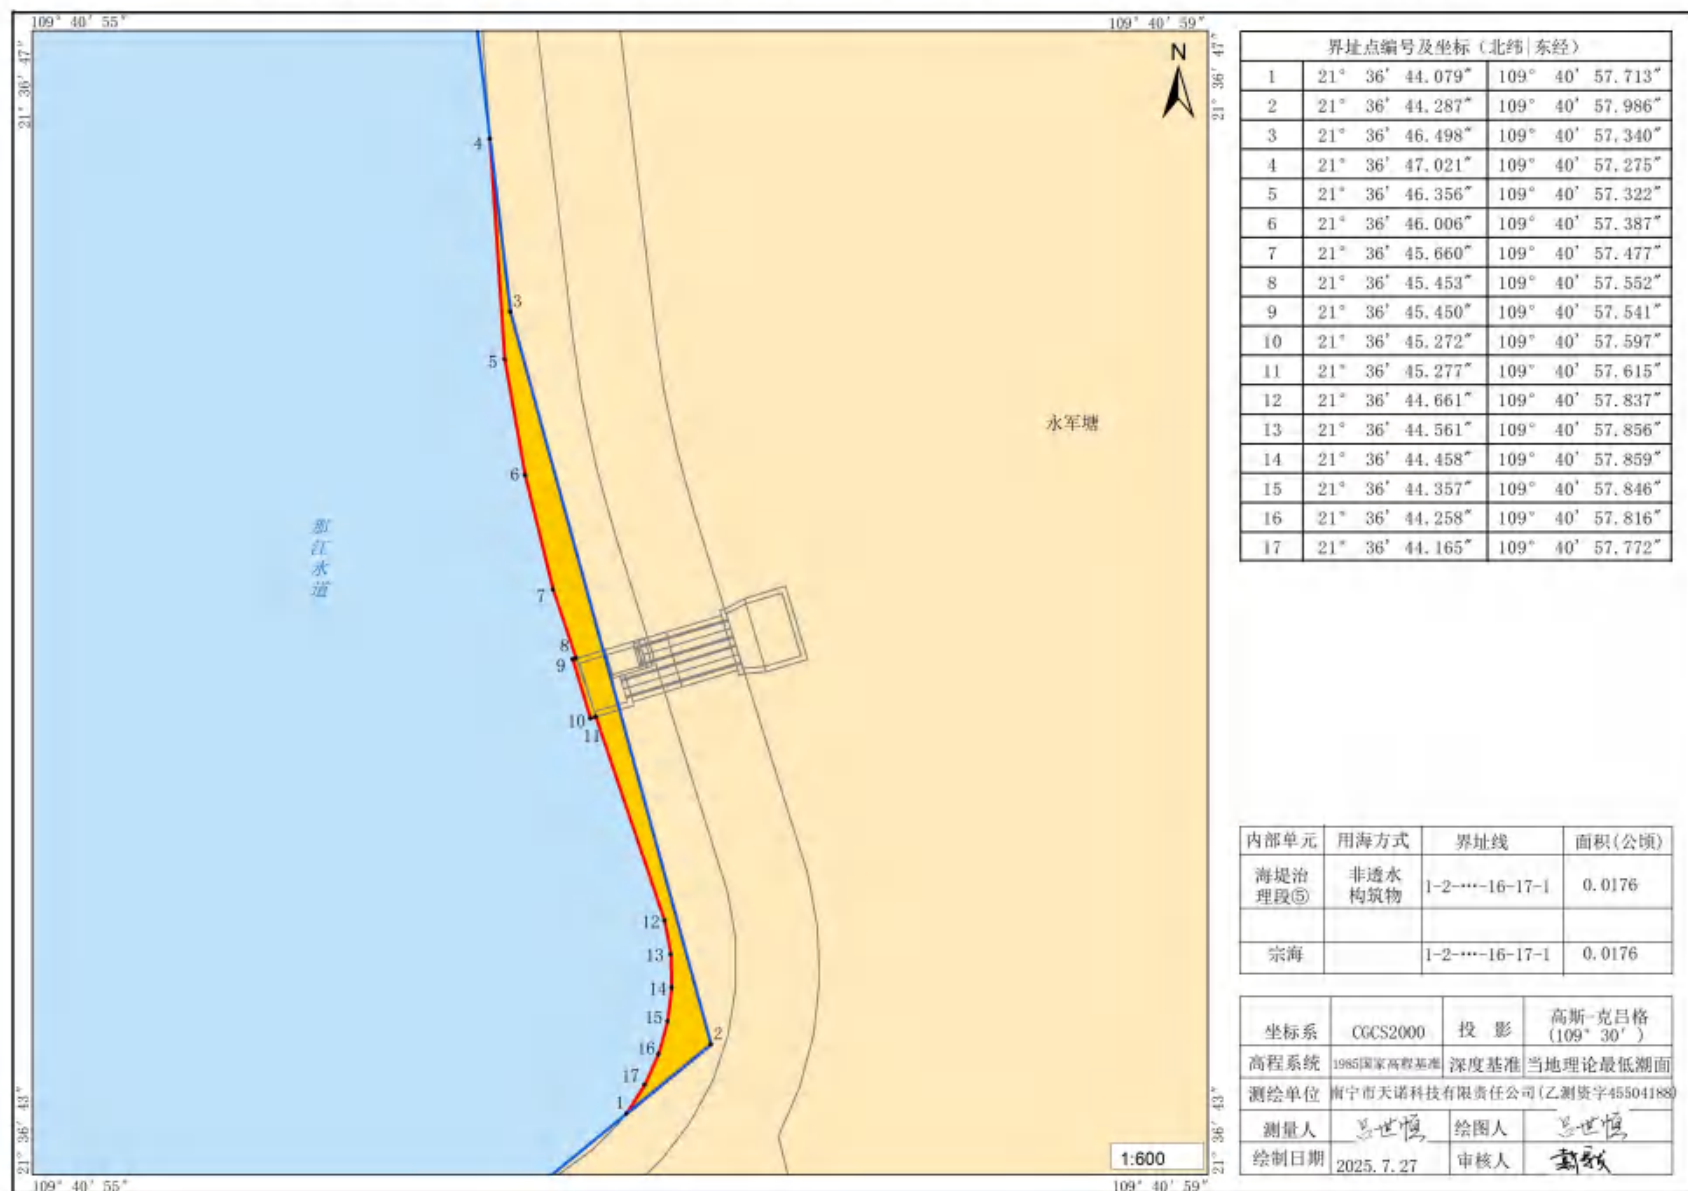 109° 40′ 55″
109° 40′ 59″
21° 36′ 47″
21° 36′ 47″
N
4
3
5
6
7
8
9
10
11
12
13
14
15
16
17
1
2
永军塘
那江水道
1:600
21° 36′ 43″
21° 36′ 43″
109° 40′ 55″
109° 40′ 59″
界址点编号及坐标（北纬|东经）
1 21° 36′ 44.079″ 109° 40′ 57.713″
2 21° 36′ 44.287″ 109° 40′ 57.986″
3 21° 36′ 46.498″ 109° 40′ 57.340″
4 21° 36′ 47.021″ 109° 40′ 57.275″
5 21° 36′ 46.356″ 109° 40′ 57.322″
6 21° 36′ 46.006″ 109° 40′ 57.387″
7 21° 36′ 45.660″ 109° 40′ 57.477″
8 21° 36′ 45.453″ 109° 40′ 57.552″
9 21° 36′ 45.450″ 109° 40′ 57.541″
10 21° 36′ 45.272″ 109° 40′ 57.597″
11 21° 36′ 45.277″ 109° 40′ 57.615″
12 21° 36′ 44.661″ 109° 40′ 57.837″
13 21° 36′ 44.561″ 109° 40′ 57.856″
14 21° 36′ 44.458″ 109° 40′ 57.859″
15 21° 36′ 44.357″ 109° 40′ 57.846″
16 21° 36′ 44.258″ 109° 40′ 57.816″
17 21° 36′ 44.165″ 109° 40′ 57.772″
内部单元 用海方式 界址线 面积(公顷)
海堤治理段⑤ 非透水构筑物 1-2-…-16-17-1 0.0176
宗海 1-2-…-16-17-1 0.0176
坐标系 CGCS2000 投 影 高斯-克吕格(109° 30′ )
高程系统 1985国家高程基准 深度基准 当地理论最低潮面
测绘单位 南宁市天诺科技有限责任公司(乙测资字45504188)
测量人 吕世恒 绘图人 吕世恒
绘制日期 2025.7.27 审核人